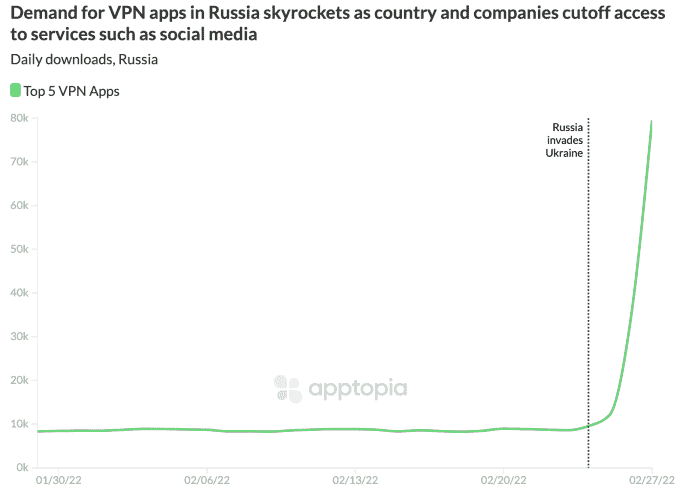 Demand for VPN apps in Russia skyrockets as country and companies cutoff access
to services such as social media
Daily downloads, Russia
Top 5 VPN Apps
80k
70k
60k
50k
40k
30k
20k
10k
0k
Russia
invades
Ukraine
apptopia
01/30/22
02/06/22
02/13/22
02/20/22
02/27/22